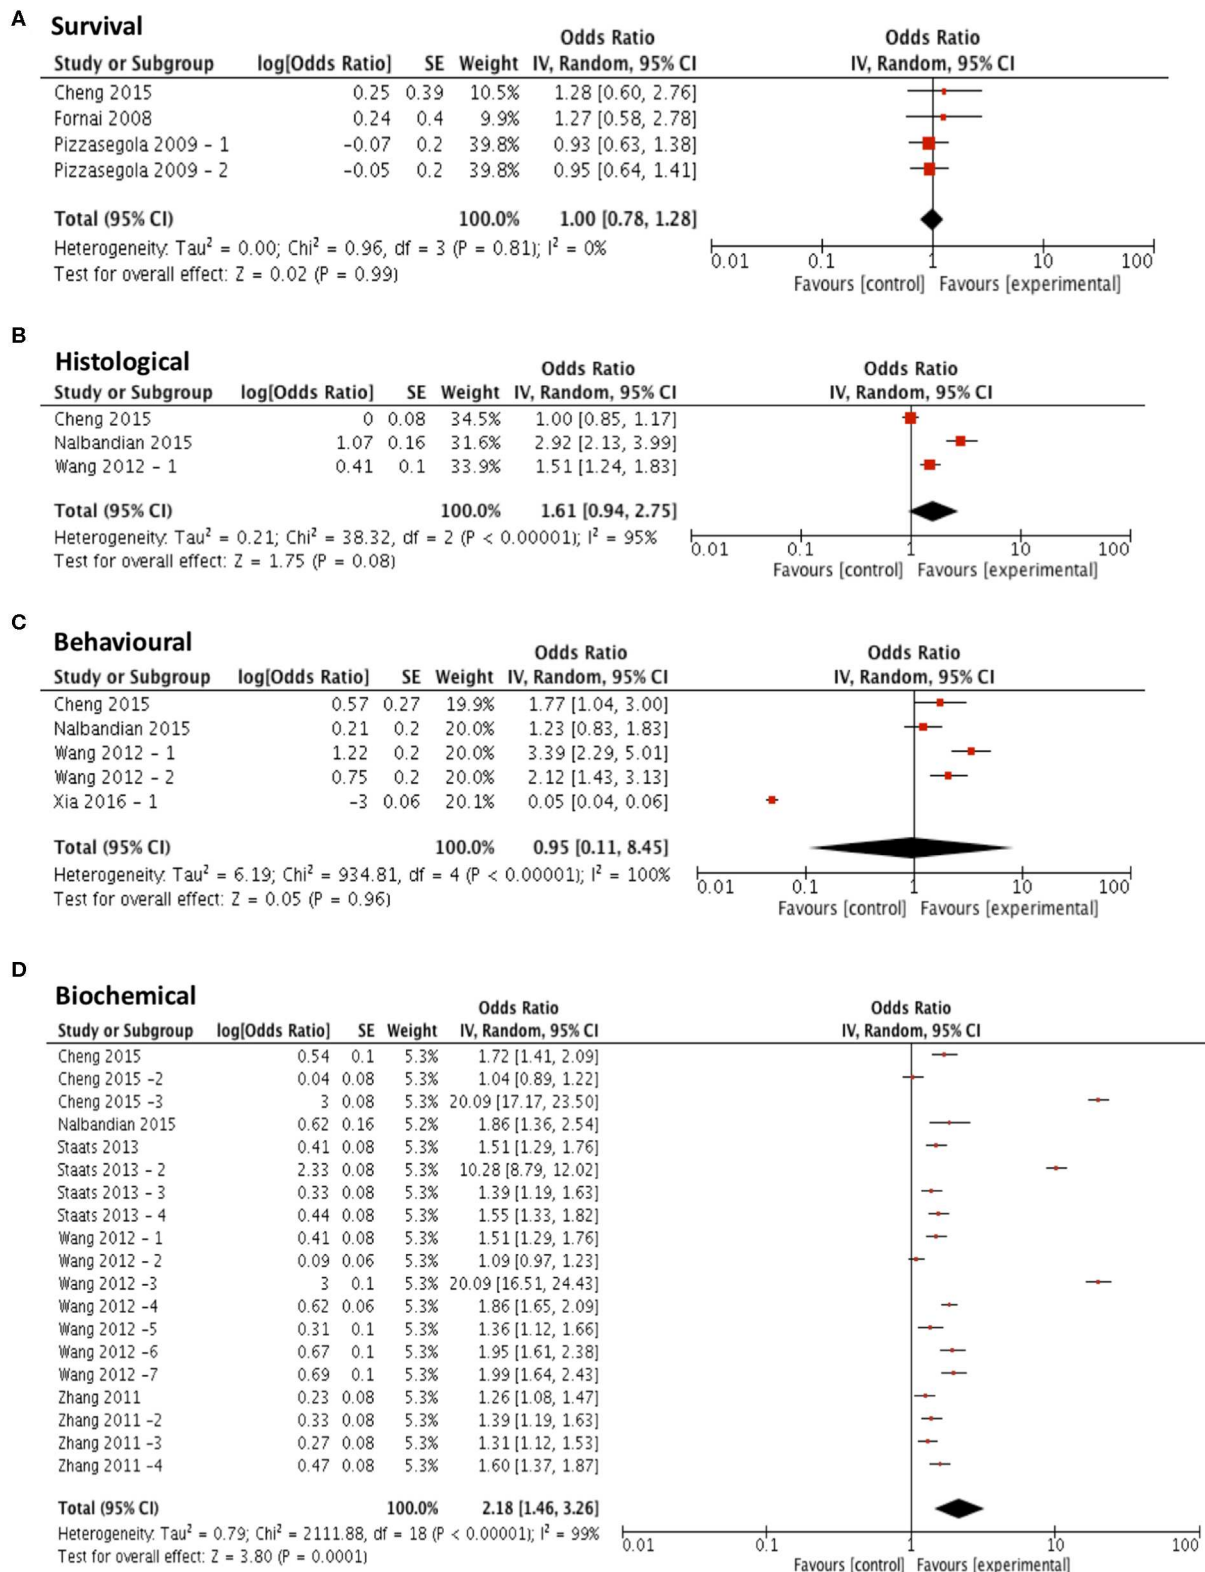 A
Survival
Odds Ratio Odds Ratio
Study or Subgroup log[Odds Ratio] SE Weight IV, Random, 95% CI IV, Random, 95% CI
Cheng 2015 0.25 0.39 10.5% 1.28 [0.60, 2.76]
Fornai 2008 0.24 0.4 9.9% 1.27 [0.58, 2.78]
Pizzasegola 2009 – 1 −0.07 0.2 39.8% 0.93 [0.63, 1.38]
Pizzasegola 2009 – 2 −0.05 0.2 39.8% 0.95 [0.64, 1.41]
Total (95% CI) 100.0% 1.00 [0.78, 1.28]
Heterogeneity: Tau² = 0.00; Chi² = 0.96, df = 3 (P = 0.81); I² = 0%
Test for overall effect: Z = 0.02 (P = 0.99)
0.01 0.1 1 10 100
Favours [control] Favours [experimental]
B
Histological
Odds Ratio Odds Ratio
Study or Subgroup log[Odds Ratio] SE Weight IV, Random, 95% CI IV, Random, 95% CI
Cheng 2015 0 0.08 34.5% 1.00 [0.85, 1.17]
Nalbandian 2015 1.07 0.16 31.6% 2.92 [2.13, 3.99]
Wang 2012 – 1 0.41 0.1 33.9% 1.51 [1.24, 1.83]
Total (95% CI) 100.0% 1.61 [0.94, 2.75]
Heterogeneity: Tau² = 0.21; Chi² = 38.32, df = 2 (P < 0.00001); I² = 95%
Test for overall effect: Z = 1.75 (P = 0.08)
0.01 0.1 1 10 100
Favours [control] Favours [experimental]
C
Behavioural
Odds Ratio Odds Ratio
Study or Subgroup log[Odds Ratio] SE Weight IV, Random, 95% CI IV, Random, 95% CI
Cheng 2015 0.57 0.27 19.9% 1.77 [1.04, 3.00]
Nalbandian 2015 0.21 0.2 20.0% 1.23 [0.83, 1.83]
Wang 2012 – 1 1.22 0.2 20.0% 3.39 [2.29, 5.01]
Wang 2012 – 2 0.75 0.2 20.0% 2.12 [1.43, 3.13]
Xia 2016 – 1 −3 0.06 20.1% 0.05 [0.04, 0.06]
Total (95% CI) 100.0% 0.95 [0.11, 8.45]
Heterogeneity: Tau² = 6.19; Chi² = 934.81, df = 4 (P < 0.00001); I² = 100%
Test for overall effect: Z = 0.05 (P = 0.96)
0.01 0.1 1 10 100
Favours [control] Favours [experimental]
D
Biochemical
Odds Ratio Odds Ratio
Study or Subgroup log[Odds Ratio] SE Weight IV, Random, 95% CI IV, Random, 95% CI
Cheng 2015 0.54 0.1 5.3% 1.72 [1.41, 2.09]
Cheng 2015 –2 0.04 0.08 5.3% 1.04 [0.89, 1.22]
Cheng 2015 –3 3 0.08 5.3% 20.09 [17.17, 23.50]
Nalbandian 2015 0.62 0.16 5.2% 1.86 [1.36, 2.54]
Staats 2013 0.41 0.08 5.3% 1.51 [1.29, 1.76]
Staats 2013 – 2 2.33 0.08 5.3% 10.28 [8.79, 12.02]
Staats 2013 – 3 0.33 0.08 5.3% 1.39 [1.19, 1.63]
Staats 2013 – 4 0.44 0.08 5.3% 1.55 [1.33, 1.82]
Wang 2012 – 1 0.41 0.08 5.3% 1.51 [1.29, 1.76]
Wang 2012 – 2 0.09 0.06 5.3% 1.09 [0.97, 1.23]
Wang 2012 –3 3 0.1 5.3% 20.09 [16.51, 24.43]
Wang 2012 –4 0.62 0.06 5.3% 1.86 [1.65, 2.09]
Wang 2012 –5 0.31 0.1 5.3% 1.36 [1.12, 1.66]
Wang 2012 –6 0.67 0.1 5.3% 1.95 [1.61, 2.38]
Wang 2012 –7 0.69 0.1 5.3% 1.99 [1.64, 2.43]
Zhang 2011 0.23 0.08 5.3% 1.26 [1.08, 1.47]
Zhang 2011 –2 0.33 0.08 5.3% 1.39 [1.19, 1.63]
Zhang 2011 –3 0.27 0.08 5.3% 1.31 [1.12, 1.53]
Zhang 2011 –4 0.47 0.08 5.3% 1.60 [1.37, 1.87]
Total (95% CI) 100.0% 2.18 [1.46, 3.26]
Heterogeneity: Tau² = 0.79; Chi² = 2111.88, df = 18 (P < 0.00001); I² = 99%
Test for overall effect: Z = 3.80 (P = 0.0001)
0.01 0.1 1 10 100
Favours [control] Favours [experimental]